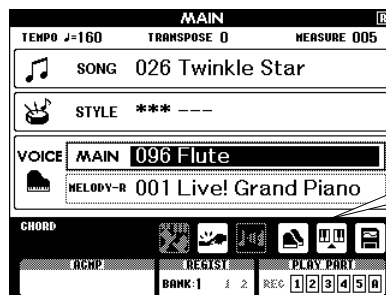 MAIN
TEMPO ♩=160 TRANSPOSE 0 MEASURE 005
SONG 026 Twinkle Star
STYLE *** ---
VOICE MAIN 096 Flute
MELODY-R 001 Live! Grand Piano
CHORD
ACMP REGIST PLAY PART
BANK:1 1 2 REC 1 2 3 4 5 A